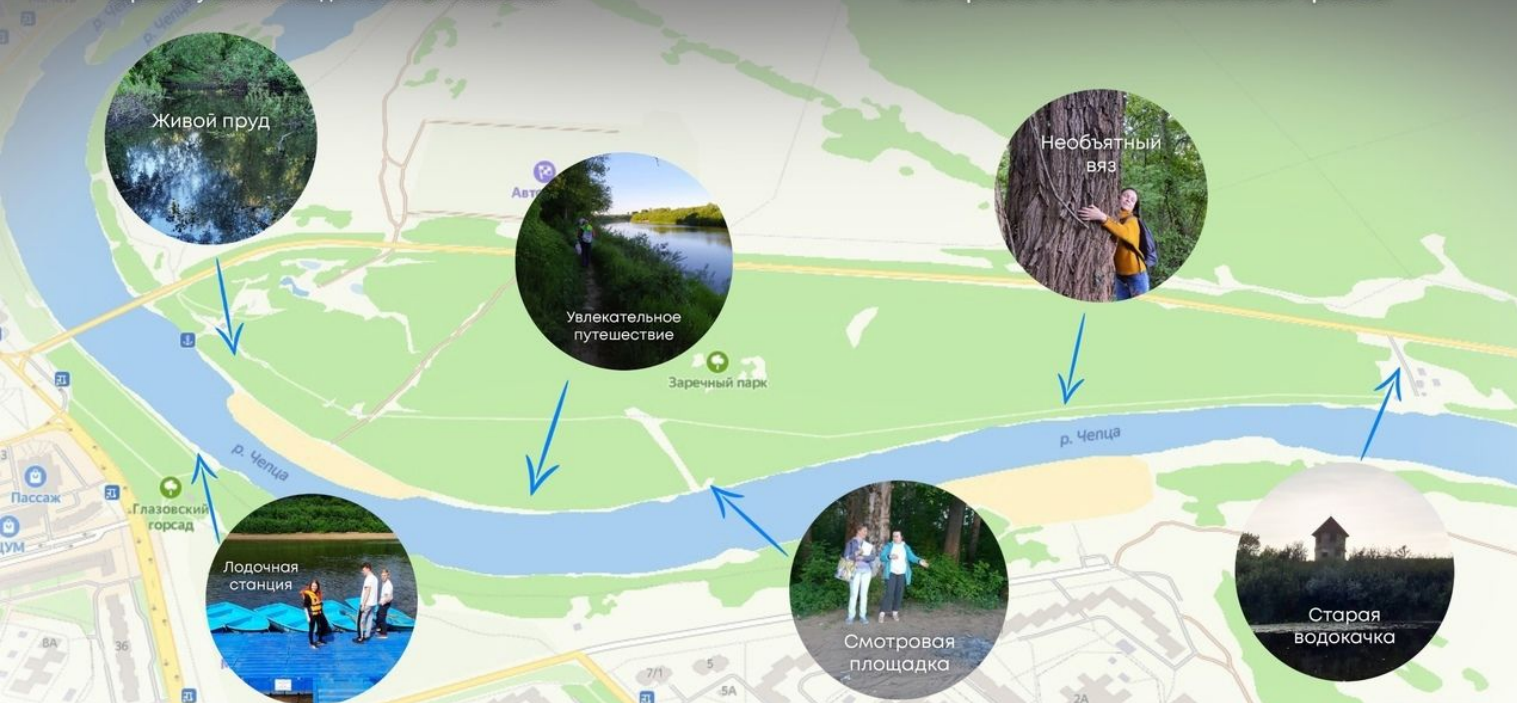 р. Чепца
Живой пруд
Необъятный
вяз
Увлекательное
путешествие
Заречный парк
р. Чепца
р. Чепца
Пассаж
Глазовский
горсад
ЦУМ
Лодочная
станция
Смотровая
площадка
Старая
водокачка
8А
36
7/1
5
5А
2А